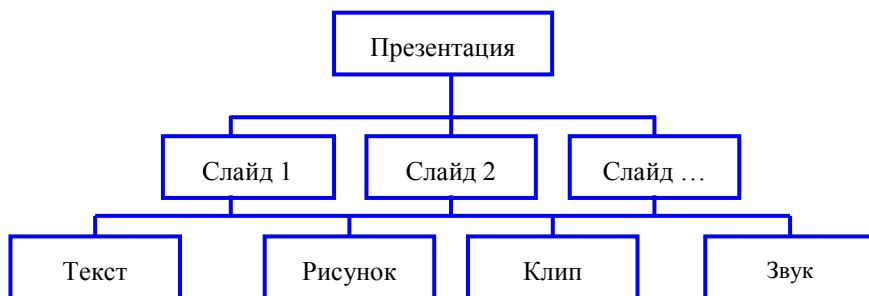 Презентация
Слайд 1
Слайд 2
Слайд …
Текст
Рисунок
Клип
Звук